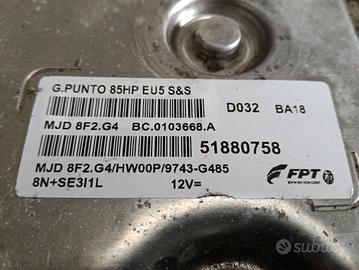 G.PUNTO 85HP EU5 S&S
D032 BA18
MJD 8F2.G4 BC.0103668.A
51880758
MJD 8F2.G4/HW00P/9743-G485
8N+SE3I1L 12V=
FPT
subito